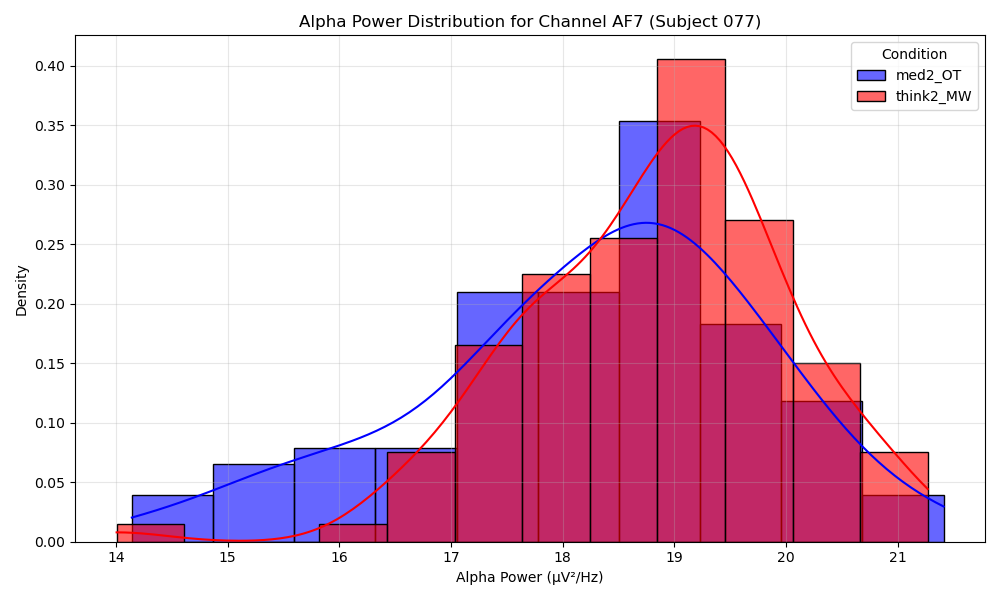 Alpha Power Distribution for Channel AF7 (Subject 077)
Condition
med2_OT
think2_MW
Density
0.40
0.35
0.30
0.25
0.20
0.15
0.10
0.05
0.00
14 15 16 17 18 19 20 21
Alpha Power (µV²/Hz)